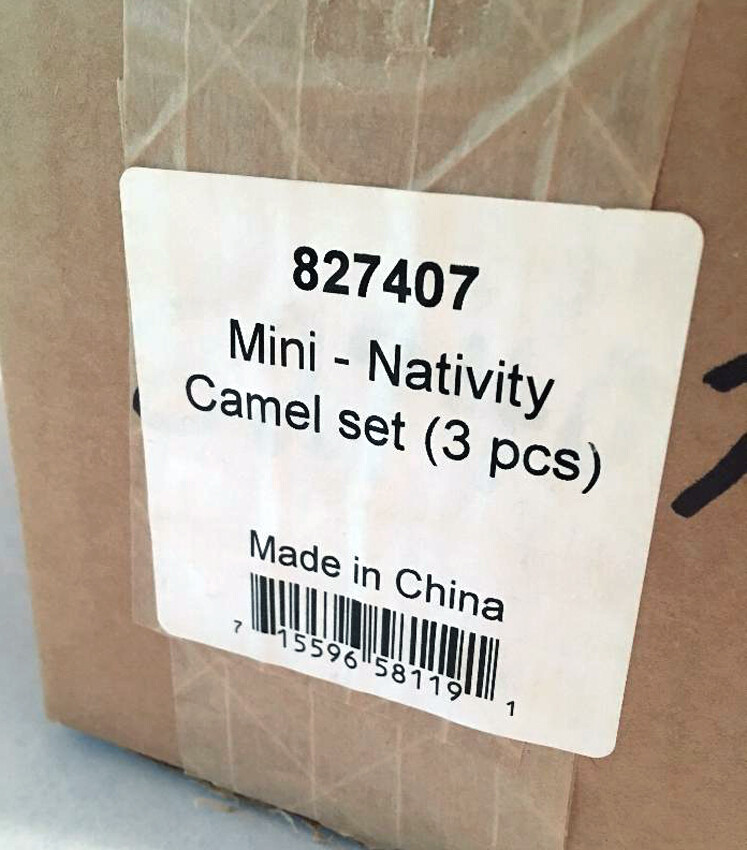 827407
Mini - Nativity
Camel set (3 pcs)
Made in China
7 15596 58119 1